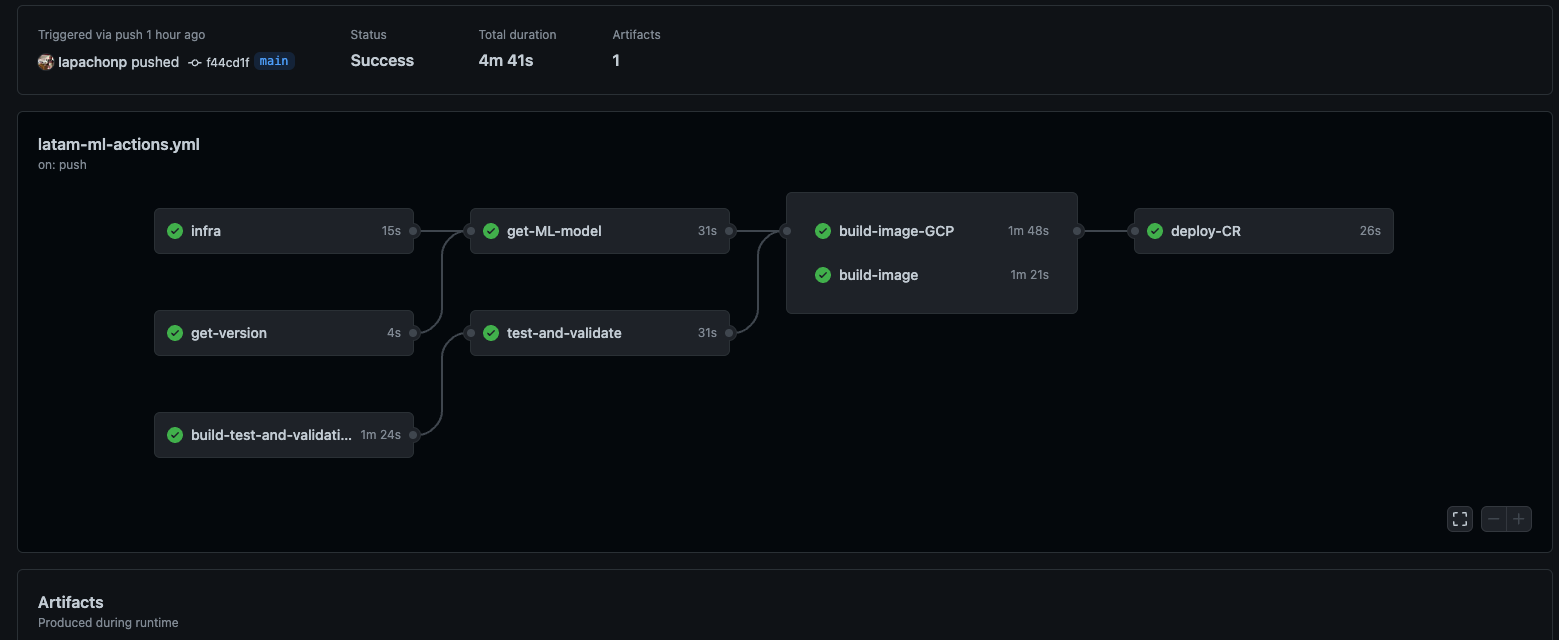 Triggered via push 1 hour ago
lapachonp pushed f44cd1f main
Status
Success
Total duration
4m 41s
Artifacts
1
latam-ml-actions.yml
on: push
infra 15s
get-version 4s
build-test-and-validati... 1m 24s
get-ML-model 31s
test-and-validate 31s
build-image-GCP 1m 48s
build-image 1m 21s
deploy-CR 26s
Artifacts
Produced during runtime